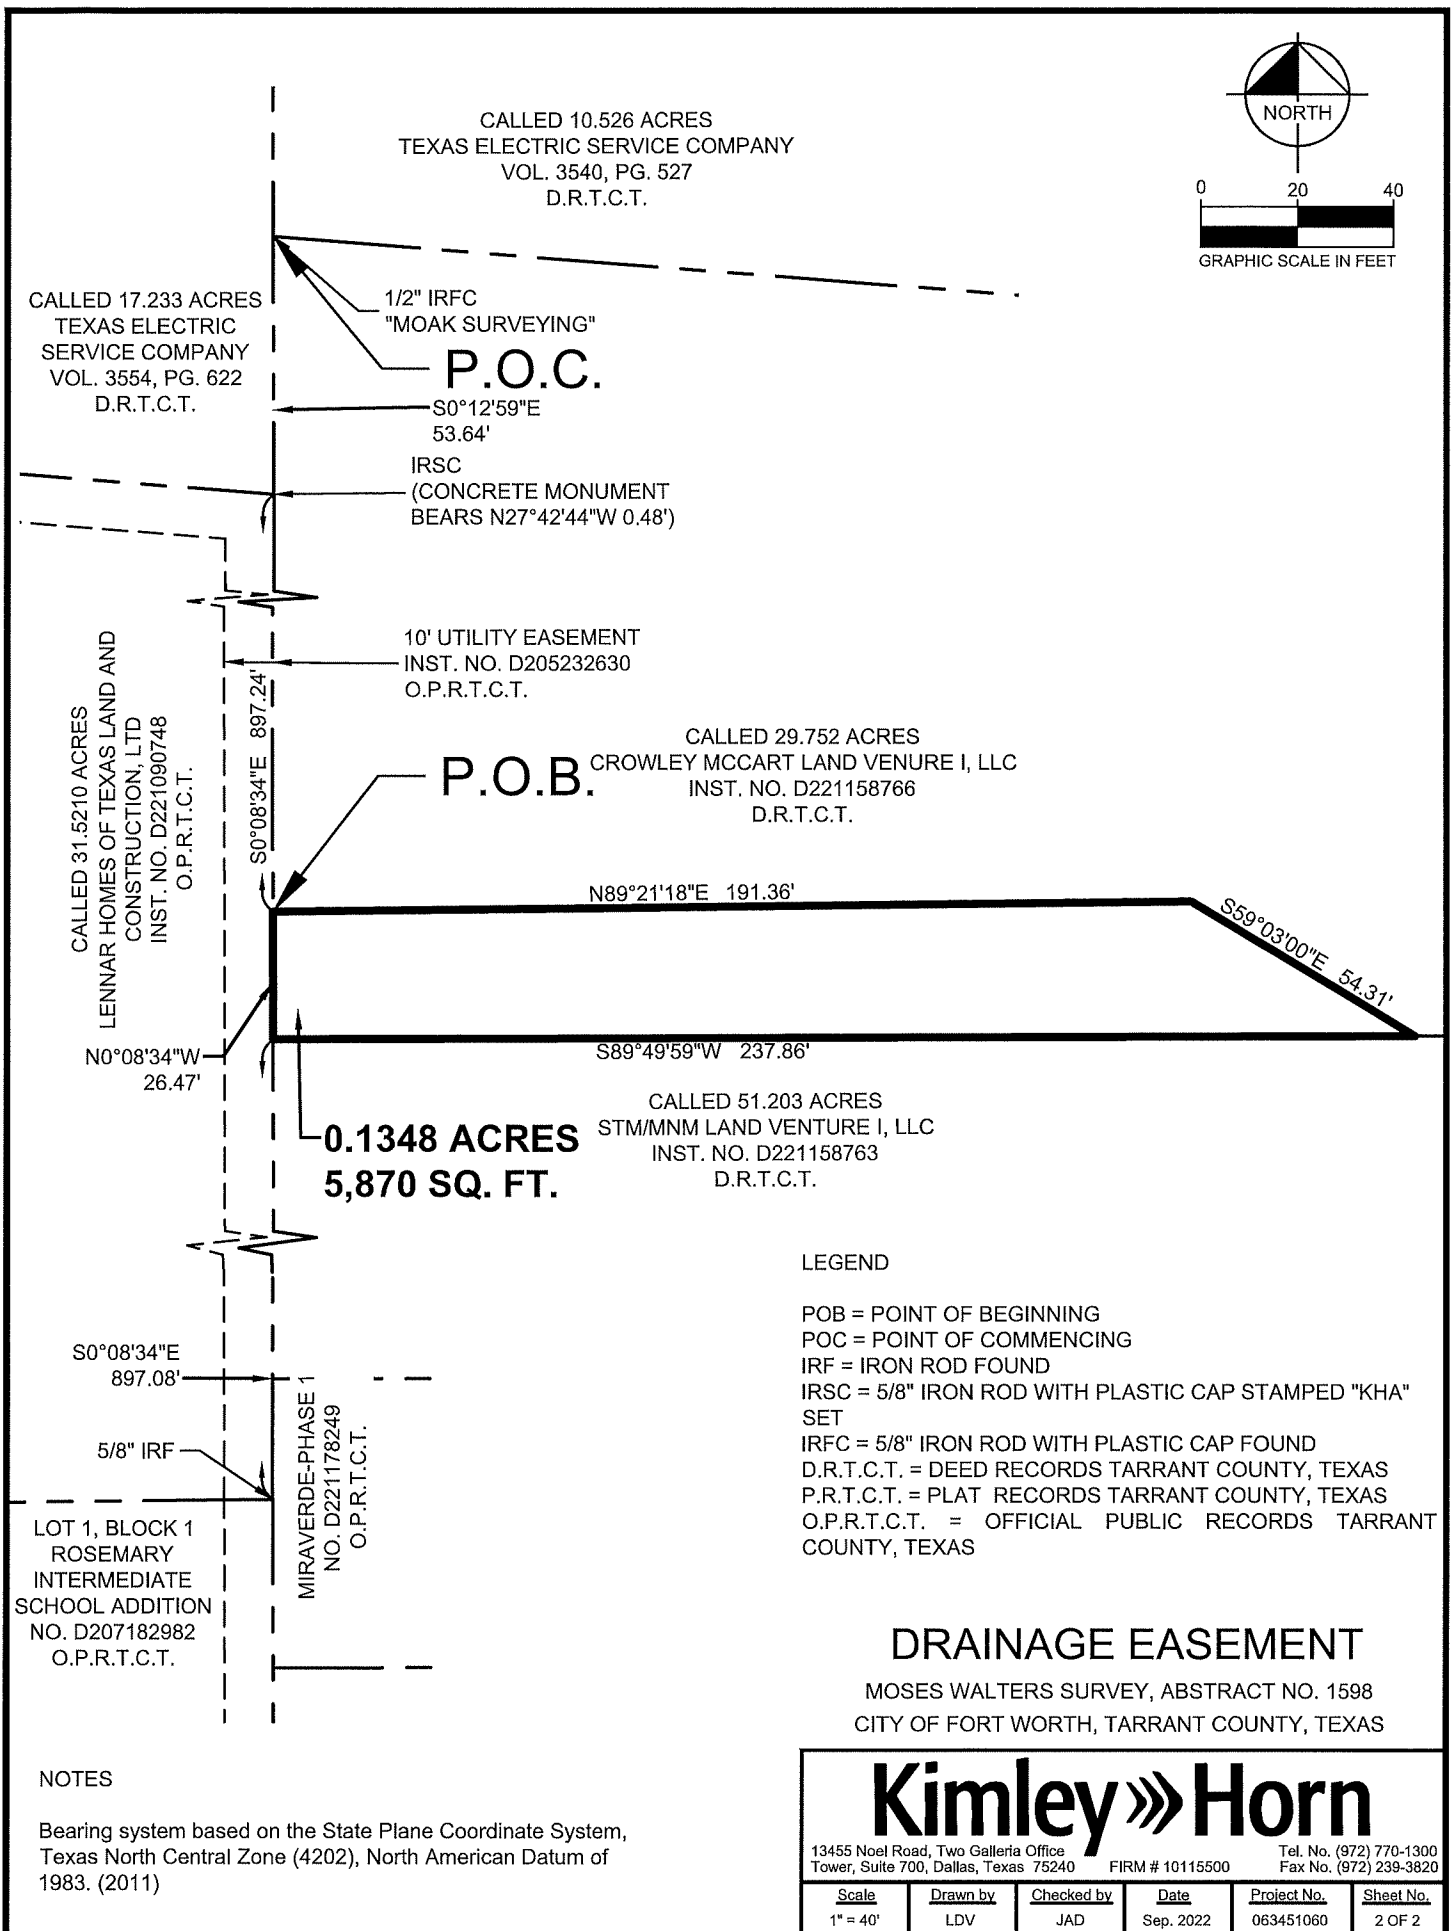 CALLED 10.526 ACRES
TEXAS ELECTRIC SERVICE COMPANY
VOL. 3540, PG. 527
D.R.T.C.T.
NORTH
0 20 40
GRAPHIC SCALE IN FEET
CALLED 17.233 ACRES
TEXAS ELECTRIC
SERVICE COMPANY
VOL. 3554, PG. 622
D.R.T.C.T.
1/2" IRFC
"MOAK SURVEYING"
P.O.C.
S0°12'59"E
53.64'
IRSC
(CONCRETE MONUMENT
BEARS N27°42'44"W 0.48')
10' UTILITY EASEMENT
INST. NO. D205232630
O.P.R.T.C.T.
CALLED 31.5210 ACRES
LENNAR HOMES OF TEXAS LAND AND
CONSTRUCTION, LTD
INST. NO. D221090748
O.P.R.T.C.T.
S0°08'34"E 897.24'
P.O.B.
CALLED 29.752 ACRES
CROWLEY MCCART LAND VENURE I, LLC
INST. NO. D221158766
D.R.T.C.T.
N89°21'18"E 191.36'
S59°03'00"E 54.31'
N0°08'34"W
26.47'
S89°49'59"W 237.86'
0.1348 ACRES
5,870 SQ. FT.
CALLED 51.203 ACRES
STM/MNM LAND VENTURE I, LLC
INST. NO. D221158763
D.R.T.C.T.
S0°08'34"E
897.08'
5/8" IRF
MIRAVERDE-PHASE 1
NO. D221178249
O.P.R.T.C.T.
LOT 1, BLOCK 1
ROSEMARY
INTERMEDIATE
SCHOOL ADDITION
NO. D207182982
O.P.R.T.C.T.
LEGEND
POB = POINT OF BEGINNING
POC = POINT OF COMMENCING
IRF = IRON ROD FOUND
IRSC = 5/8" IRON ROD WITH PLASTIC CAP STAMPED "KHA"
SET
IRFC = 5/8" IRON ROD WITH PLASTIC CAP FOUND
D.R.T.C.T. = DEED RECORDS TARRANT COUNTY, TEXAS
P.R.T.C.T. = PLAT RECORDS TARRANT COUNTY, TEXAS
O.P.R.T.C.T. = OFFICIAL PUBLIC RECORDS TARRANT
COUNTY, TEXAS
DRAINAGE EASEMENT
MOSES WALTERS SURVEY, ABSTRACT NO. 1598
CITY OF FORT WORTH, TARRANT COUNTY, TEXAS
NOTES
Bearing system based on the State Plane Coordinate System,
Texas North Central Zone (4202), North American Datum of
1983. (2011)
Kimley»Horn
13455 Noel Road, Two Galleria Office
Tower, Suite 700, Dallas, Texas 75240 FIRM # 10115500
Tel. No. (972) 770-1300
Fax No. (972) 239-3820
Scale Drawn by Checked by Date Project No. Sheet No.
1" = 40' LDV JAD Sep. 2022 063451060 2 OF 2